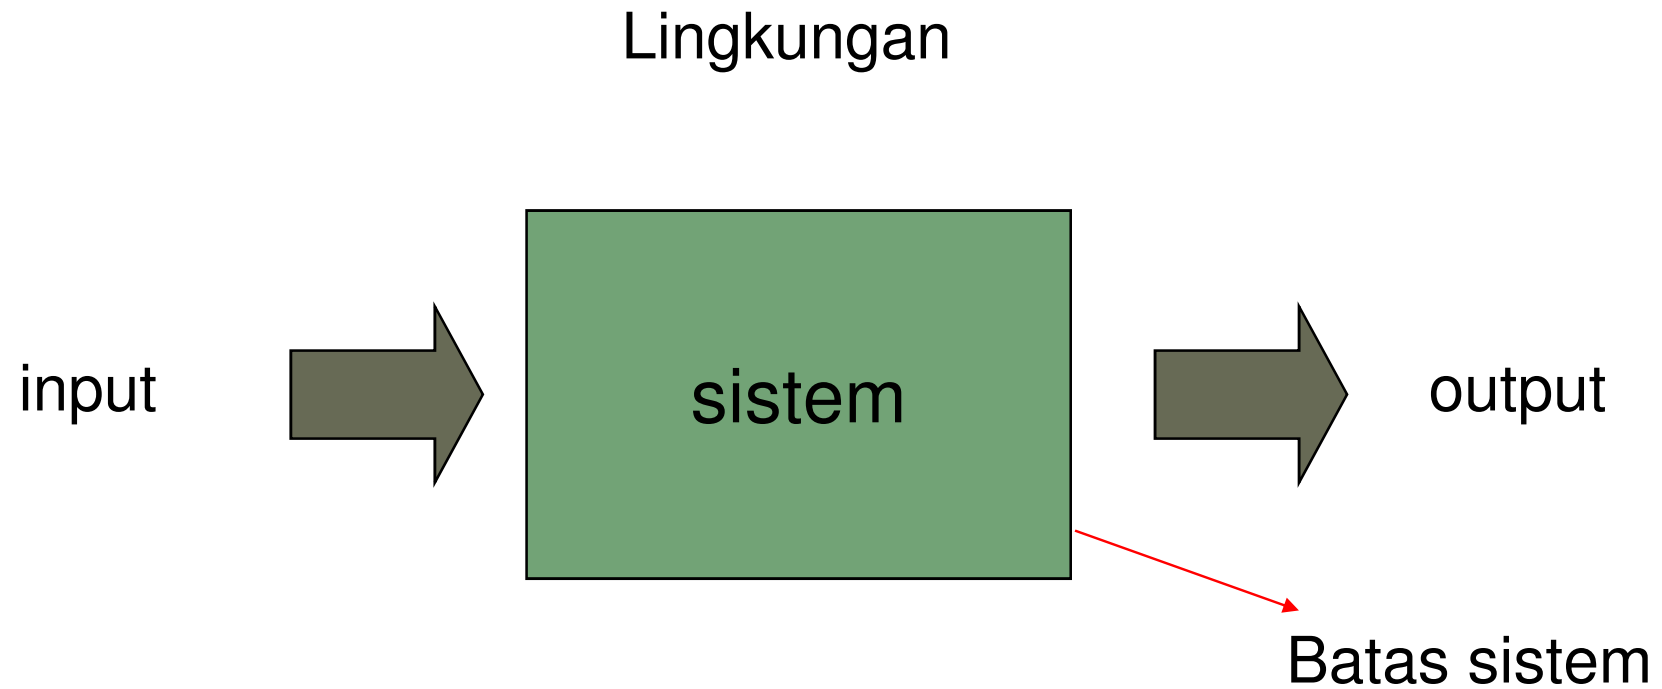 Lingkungan
input
sistem
output
Batas sistem